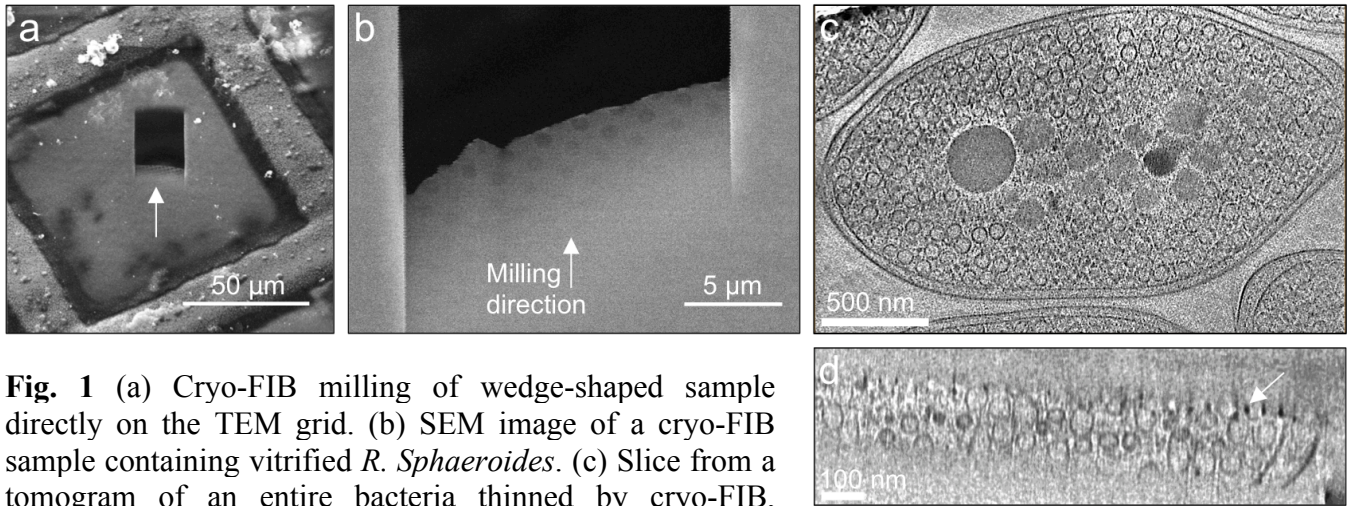 a
50 µm
b
Milling
direction
5 µm
c
500 nm
d
100 nm
Fig. 1 (a) Cryo-FIB milling of wedge-shaped sample
directly on the TEM grid. (b) SEM image of a cryo-FIB
sample containing vitrified R. Sphaeroides. (c) Slice from a
tomogram of an entire bacteria thinned by cryo-FIB.